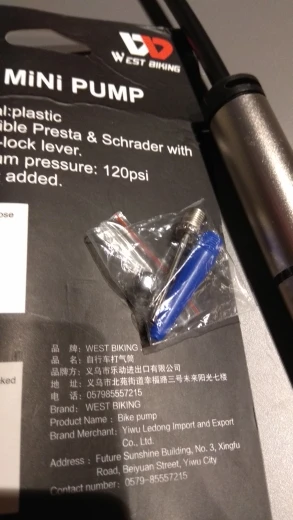 WEST BIKING
MiNi PUMP
al:plastic
ible Presta & Schrader with
-lock lever.
um pressure: 120psi
added.
ose
品 牌: WEST BIKING
品 名: 自行车打气筒
品牌方: 义乌市乐动进出口有限公司
地 址: 义乌市北苑街道幸福路三号未来阳光七楼
电 话: 057985557215
Brand: WEST BIKING
Product Name : Bike pump
Brand Merchant: Yiwu Ledong Import and Export
Co., Ltd.
Address : Future Sunshine Building, No. 3, Xingfu
Road, Beiyuan Street, Yiwu City
Contact number: 0579-85557215
ked